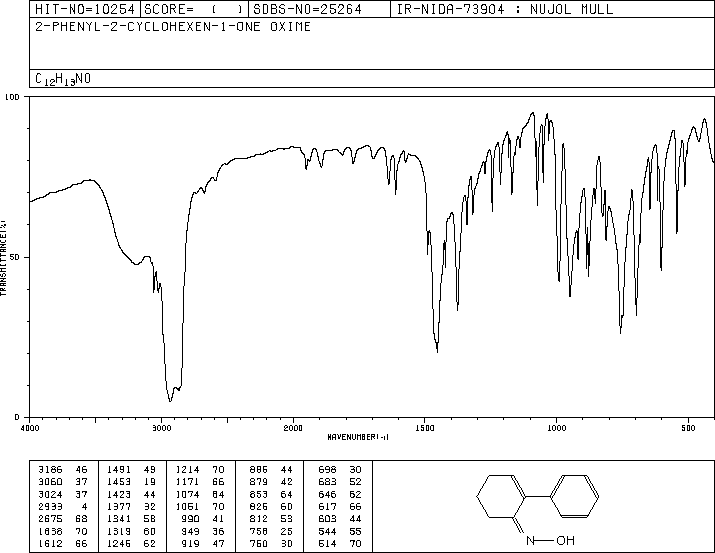 HIT-NO=10254 SCORE= ( ) SDBS-NO=25264 IR-NIDA-73904 : NUJOL MULL
2-PHENYL-2-CYCLOHEXEN-1-ONE OXIME
C12H13NO
100
50
0
TRANSMITTANCE(%)
4000 3000 2000 1500 1000 500
WAVENUMBER(-1)
3186 46 1491 49 1214 70 886 44 698 30
3060 37 1453 19 1171 66 879 42 683 52
3024 37 1423 44 1074 64 853 64 646 62
2933 4 1377 32 1051 70 826 60 617 66
2675 68 1341 58 990 41 812 53 603 44
1636 70 1319 60 949 36 758 25 544 55
1612 66 1246 62 919 47 750 30 514 70
N OH